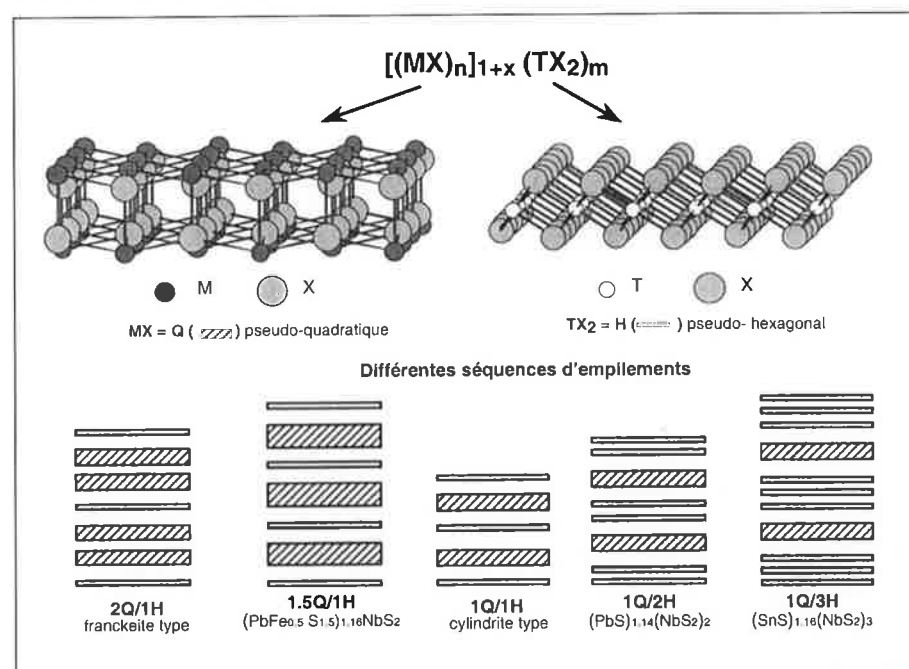 [(MX)n]1+x (TX2)m
M X
T X
MX = Q ( ) pseudo-quadratique
TX2 = H ( ) pseudo- hexagonal
Différentes séquences d'empilements
2Q/1H
franckeite type
1.5Q/1H
(PbFe0.5 S1.5)1.16NbS2
1Q/1H
cylindrite type
1Q/2H
(PbS)1.14(NbS2)2
1Q/3H
(SnS)1.16(NbS2)3